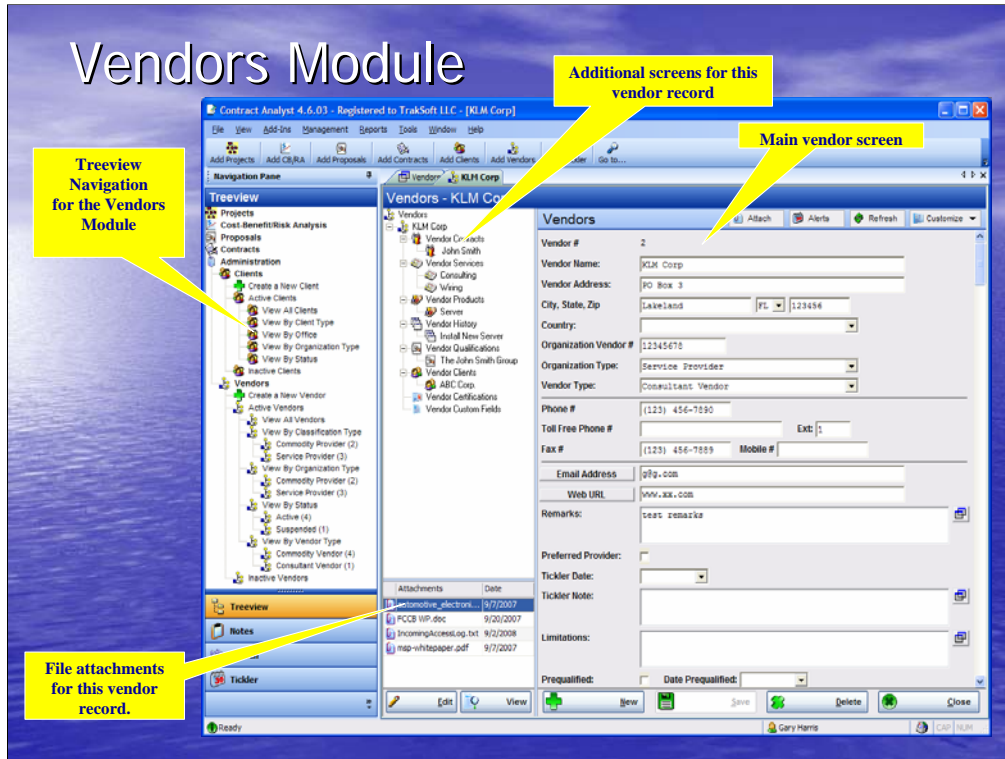 Vendors Module
Additional screens for this
vendor record
Main vendor screen
Treeview
Navigation
for the Vendors
Module
File attachments
for this vendor
record.
Contract Analyst 4.6.03 - Registered to TrakSoft LLC - [KLM Corp]
File View Add-Ins Management Reports Tools Window Help
Add Projects Add CB/RA Add Proposals Add Contracts Add Clients Add Vendors Go to...
Navigation Pane
Treeview
Projects
Cost-Benefit/Risk Analysis
Proposals
Contracts
Administration
Clients
Create a New Client
Active Clients
View All Clients
View By Client Type
View By Office
View By Organization Type
View By Status
Inactive Clients
Vendors
Create a New Vendor
Active Vendors
View All Vendors
View By Classification Type
Commodity Provider (2)
Service Provider (3)
View By Organization Type
Commodity Provider (2)
Service Provider (3)
View By Status
Active (4)
Suspended (1)
View By Vendor Type
Commodity Vendor (4)
Consultant Vendor (1)
Inactive Vendors
Treeview
Notes
Tickler
Vendors KLM Corp
Vendors - KLM Corp
Vendors
KLM Corp
Vendor Contacts
John Smith
Vendor Services
Consulting
Wiring
Vendor Products
Server
Vendor History
Install New Server
Vendor Qualifications
The John Smith Group
Vendor Clients
ABC Corp.
Vendor Certifications
Vendor Custom Fields
Attachments Date
automotive_electroni... 9/7/2007
FCCB WP.doc 9/20/2007
IncomingAccessLog.txt 9/2/2008
msp-whitepaper.pdf 9/7/2007
Edit View
Vendors Attach Alerts Refresh Customize
Vendor # 2
Vendor Name: KLM Corp
Vendor Address: PO Box 3
City, State, Zip Lakeland FL 123456
Country:
Organization Vendor # 12345678
Organization Type: Service Provider
Vendor Type: Consultant Vendor
Phone # (123) 456-7890
Toll Free Phone # Ext: 1
Fax # (123) 456-7889 Mobile #
Email Address g@g.com
Web URL www.xx.com
Remarks: test remarks
Preferred Provider:
Tickler Date:
Tickler Note:
Limitations:
Prequalified: Date Prequalified:
New Save Delete Close
Ready Gary Harris CAP NUM